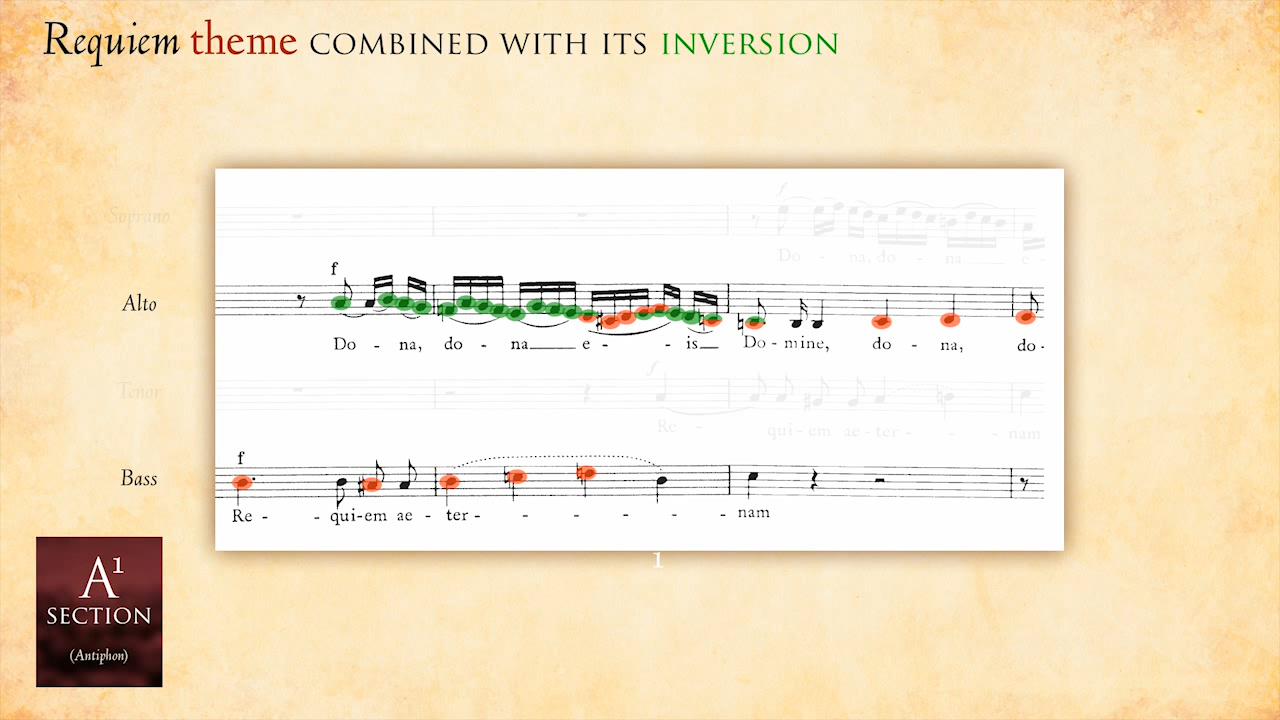 Requiem theme COMBINED WITH ITS INVERSION
f
Soprano
Do - na, do - na e -
f
Alto
Do - na, do - na e - - is Do - mine, do - na, do -
f
Tenor
Re - qui - em ae - ter - - nam
f
Bass
Re - - qui-em ae - ter - - - - - nam
1
A1
SECTION
(Antiphon)